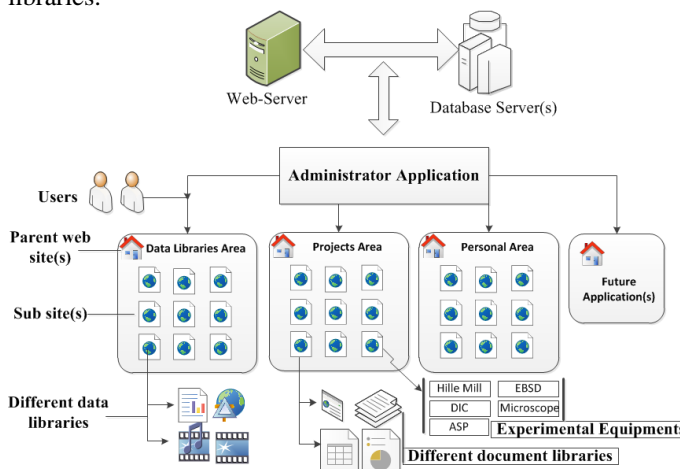 libraries.
Web-Server
Database Server(s)
Administrator Application
Users
Parent web
site(s)
Data Libraries Area
Projects Area
Personal Area
Future
Application(s)
Sub site(s)
Different data
libraries
Hille Mill
EBSD
DIC
Microscope
ASP
Experimental Equipments
Different document libraries